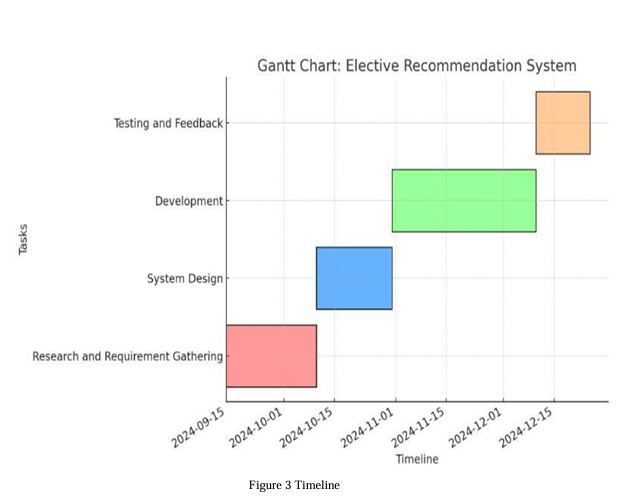 Gantt Chart: Elective Recommendation System
Testing and Feedback
Development
System Design
Research and Requirement Gathering
Tasks
2024-09-15
2024-10-01
2024-10-15
2024-11-01
2024-11-15
2024-12-01
2024-12-15
Timeline
Figure 3 Timeline